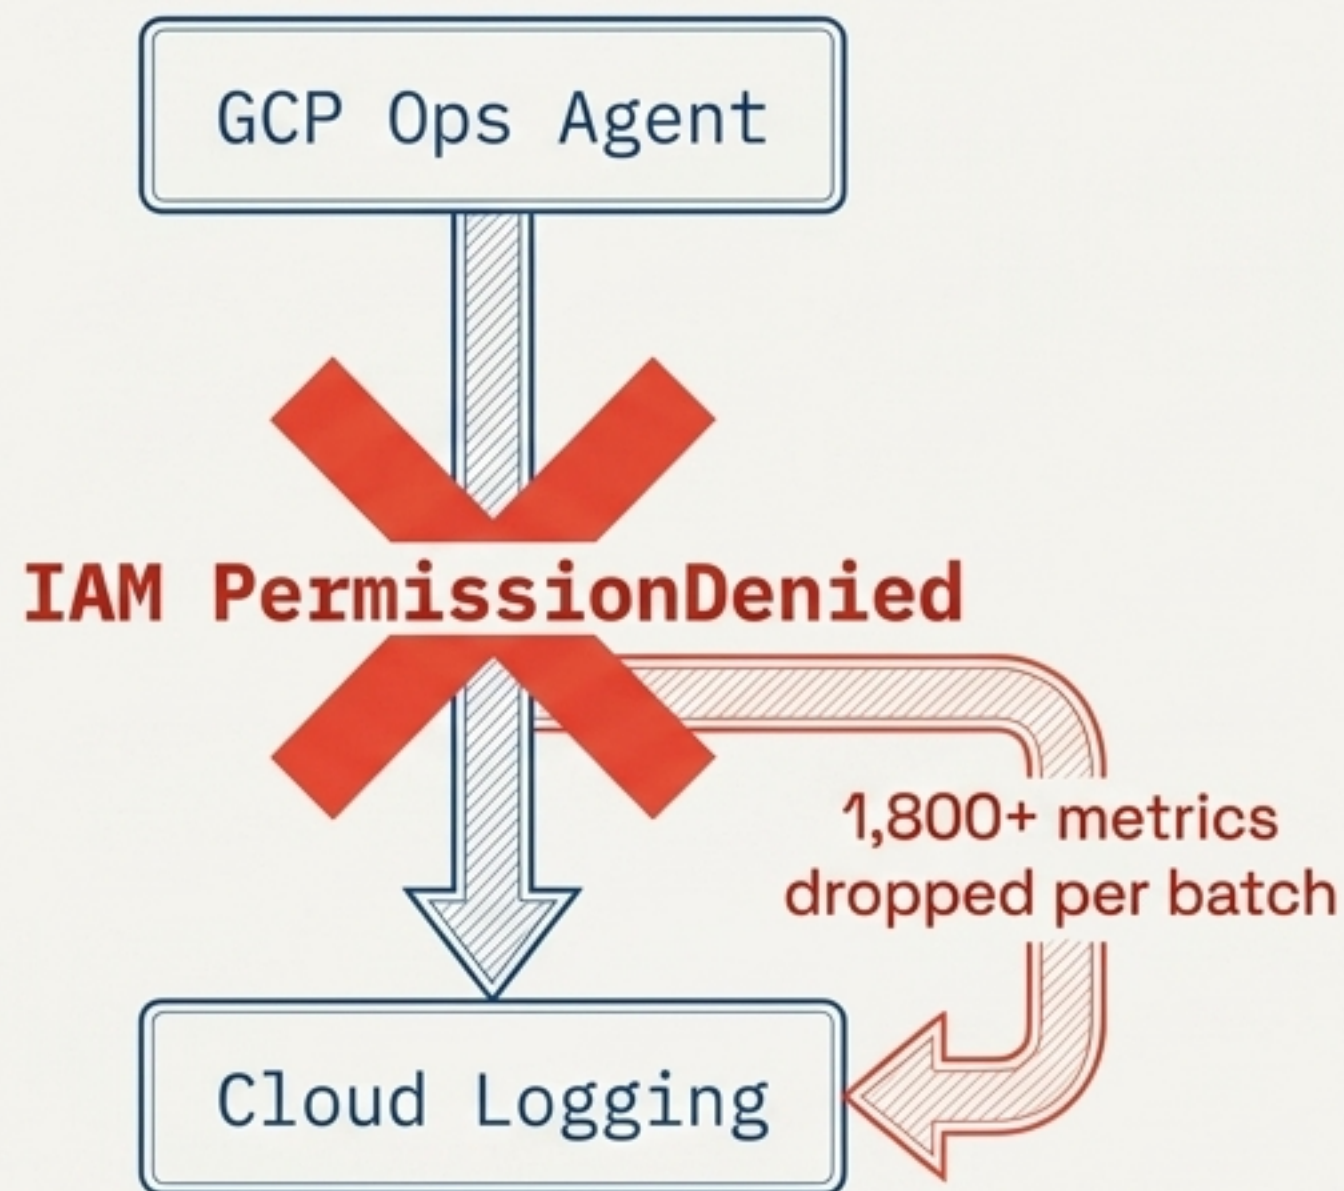 GCP Ops Agent
IAM PermissionDenied
1,800+ metrics
dropped per batch
Cloud Logging